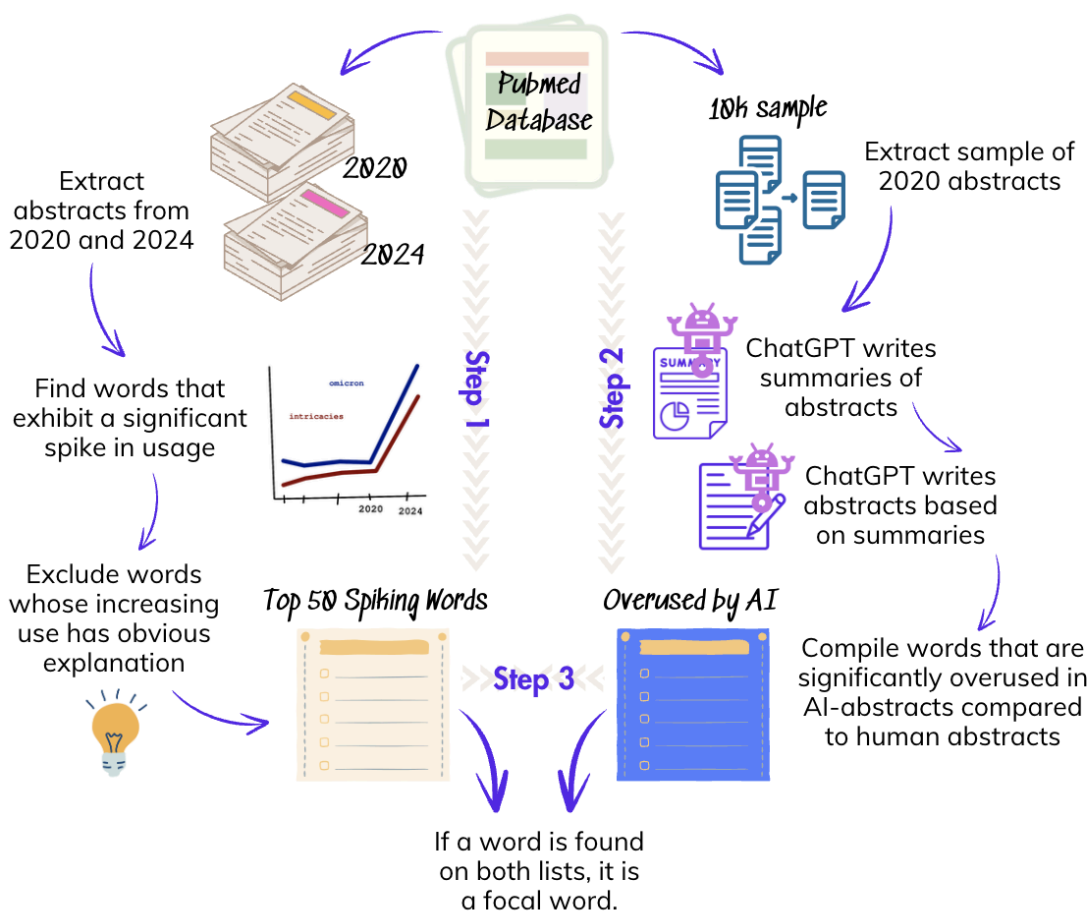 Pubmed
Database
2020
2024
Extract
abstracts from
2020 and 2024
Find words that
exhibit a significant
spike in usage
omicron
intricacies
2020
2024
Exclude words
whose increasing
use has obvious
explanation
Top 50 Spiking Words
Step 1
Step 2
10k sample
Extract sample of
2020 abstracts
SUMMARY
ChatGPT writes
summaries of
abstracts
ChatGPT writes
abstracts based
on summaries
Overused by AI
Compile words that are
significantly overused in
AI-abstracts compared
to human abstracts
Step 3
If a word is found
on both lists, it is
a focal word.